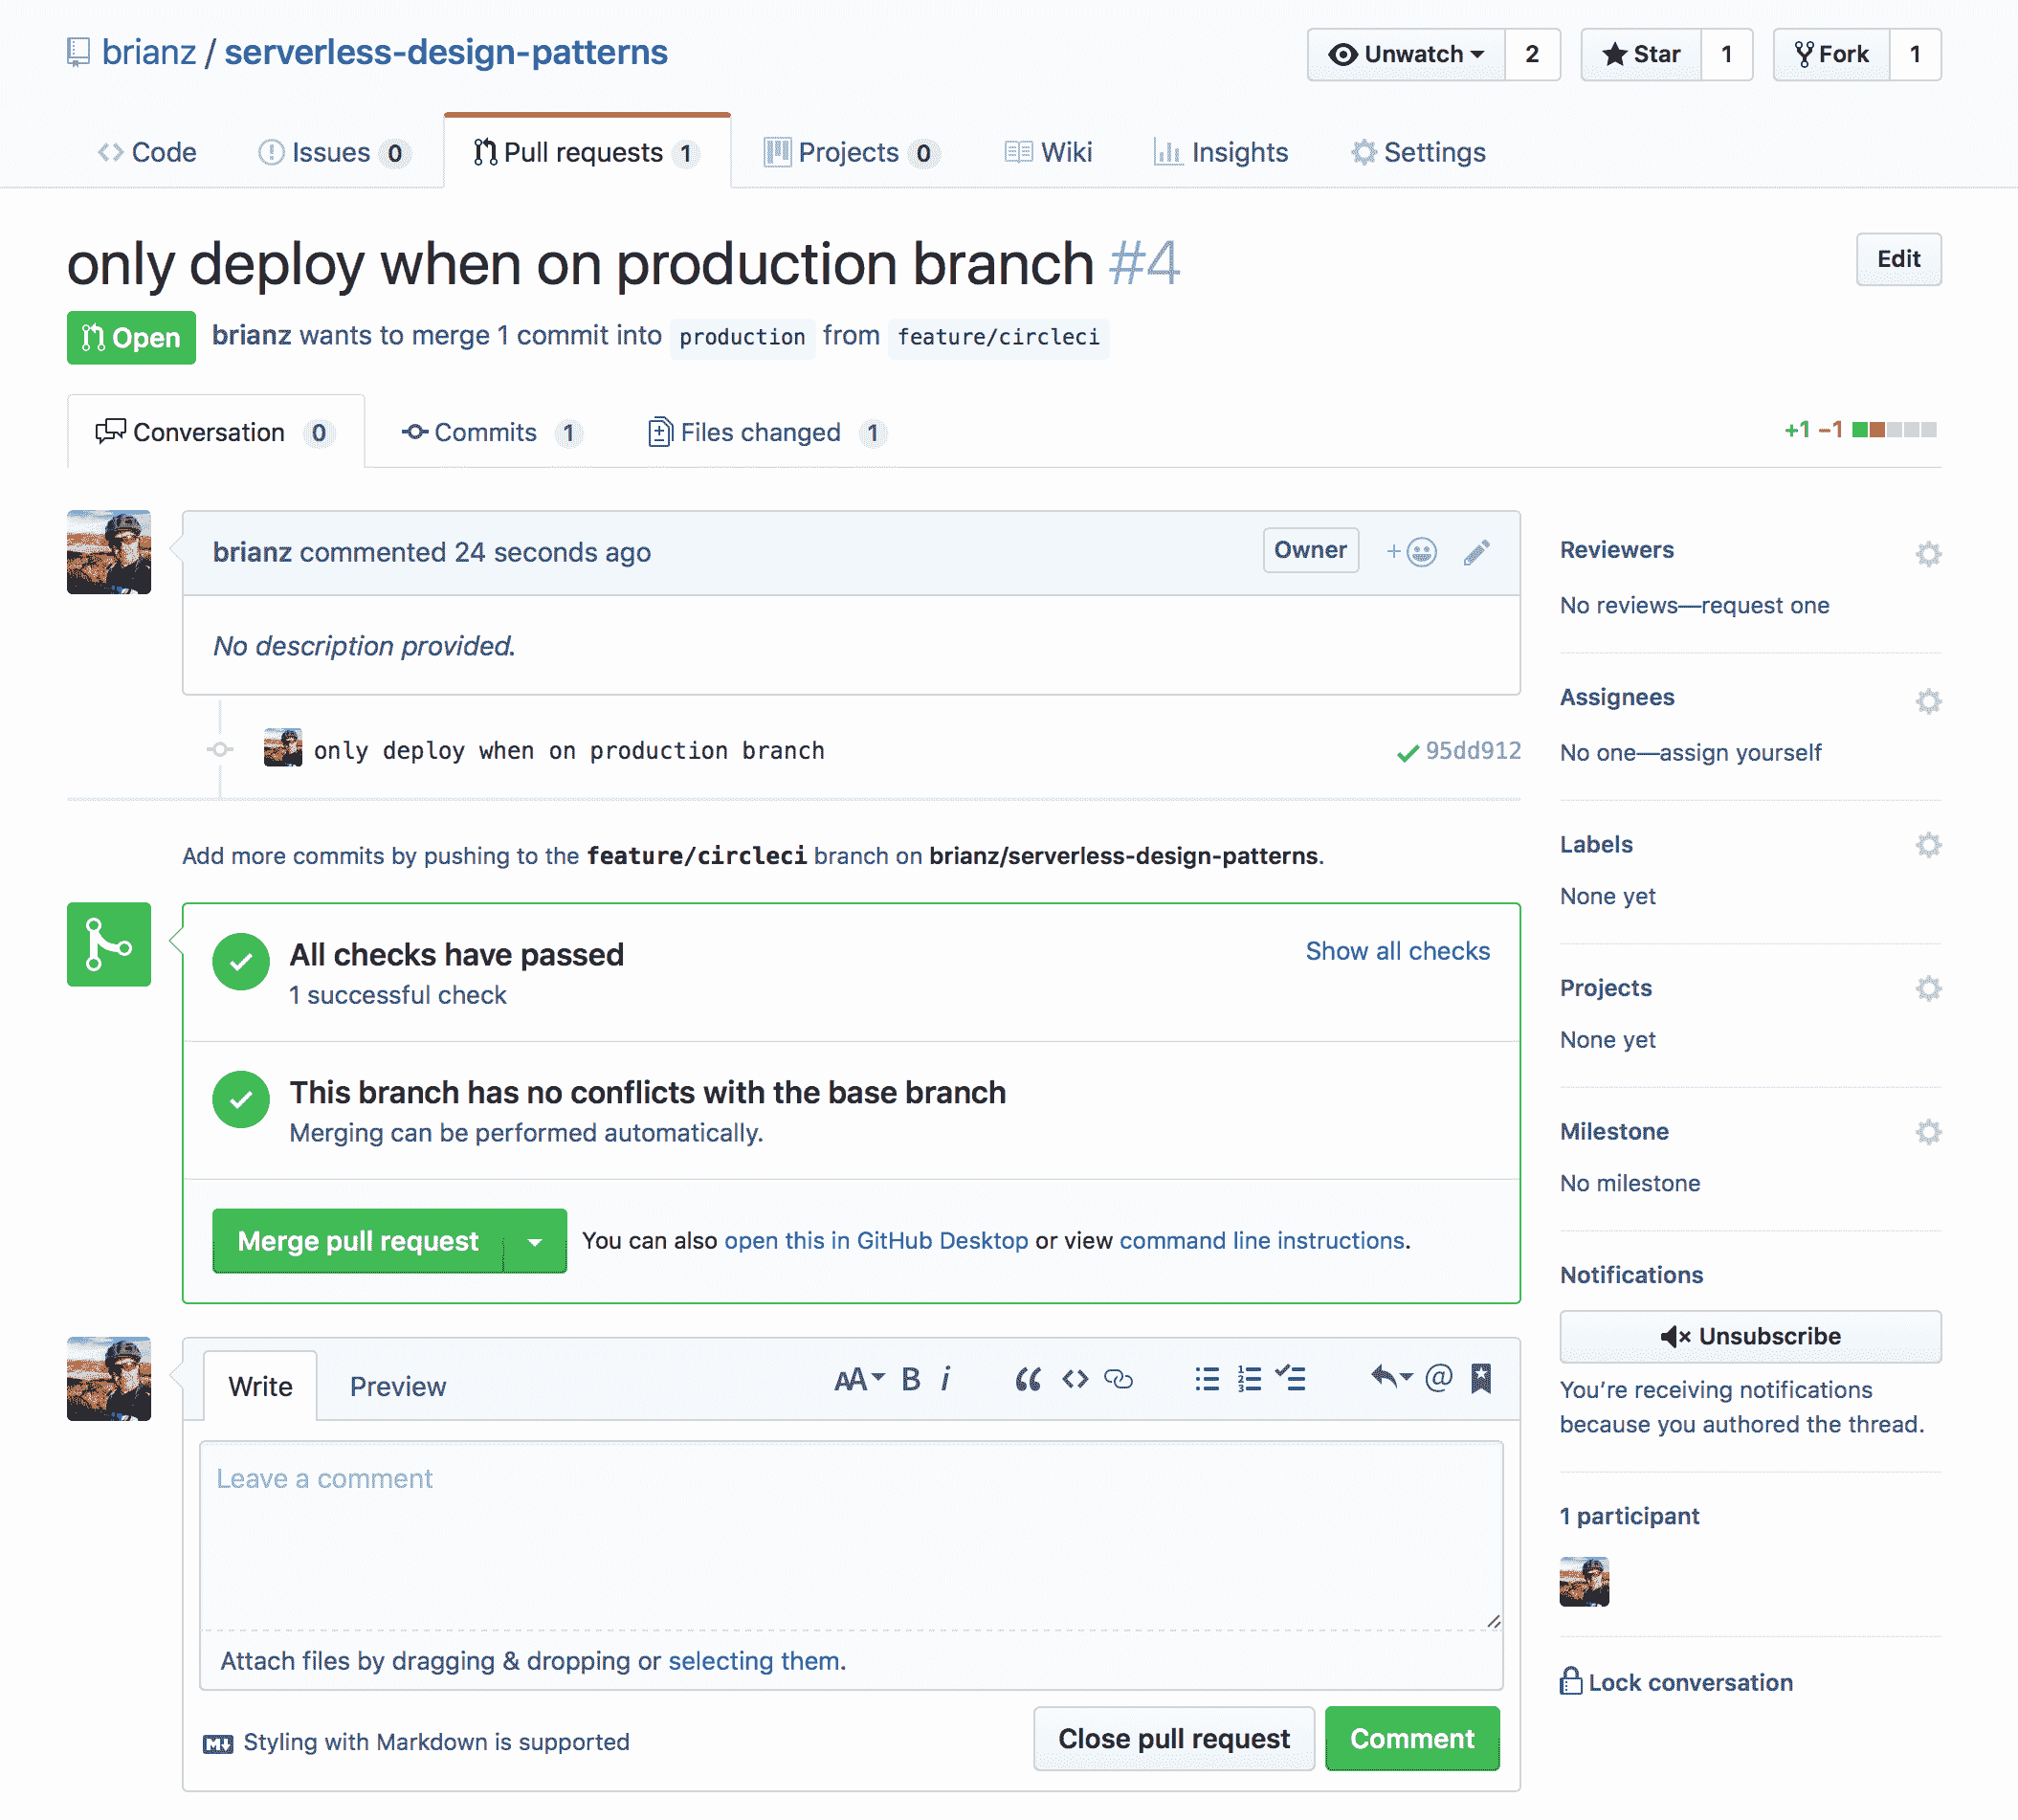 brianz / serverless-design-patterns
Unwatch 2 Star 1 Fork 1
Code Issues 0 Pull requests 1 Projects 0 Wiki Insights Settings
only deploy when on production branch #4
Edit
Open brianz wants to merge 1 commit into production from feature/circleci
Conversation 0 Commits 1 Files changed 1 +1 −1
brianz commented 24 seconds ago Owner
No description provided.
only deploy when on production branch 95dd912
Add more commits by pushing to the feature/circleci branch on brianz/serverless-design-patterns.
All checks have passed Show all checks
1 successful check
This branch has no conflicts with the base branch
Merging can be performed automatically.
Merge pull request You can also open this in GitHub Desktop or view command line instructions.
Write Preview
Leave a comment
Attach files by dragging & dropping or selecting them.
Styling with Markdown is supported
Close pull request Comment
Reviewers
No reviews—request one
Assignees
No one—assign yourself
Labels
None yet
Projects
None yet
Milestone
No milestone
Notifications
Unsubscribe
You’re receiving notifications
because you authored the thread.
1 participant
Lock conversation